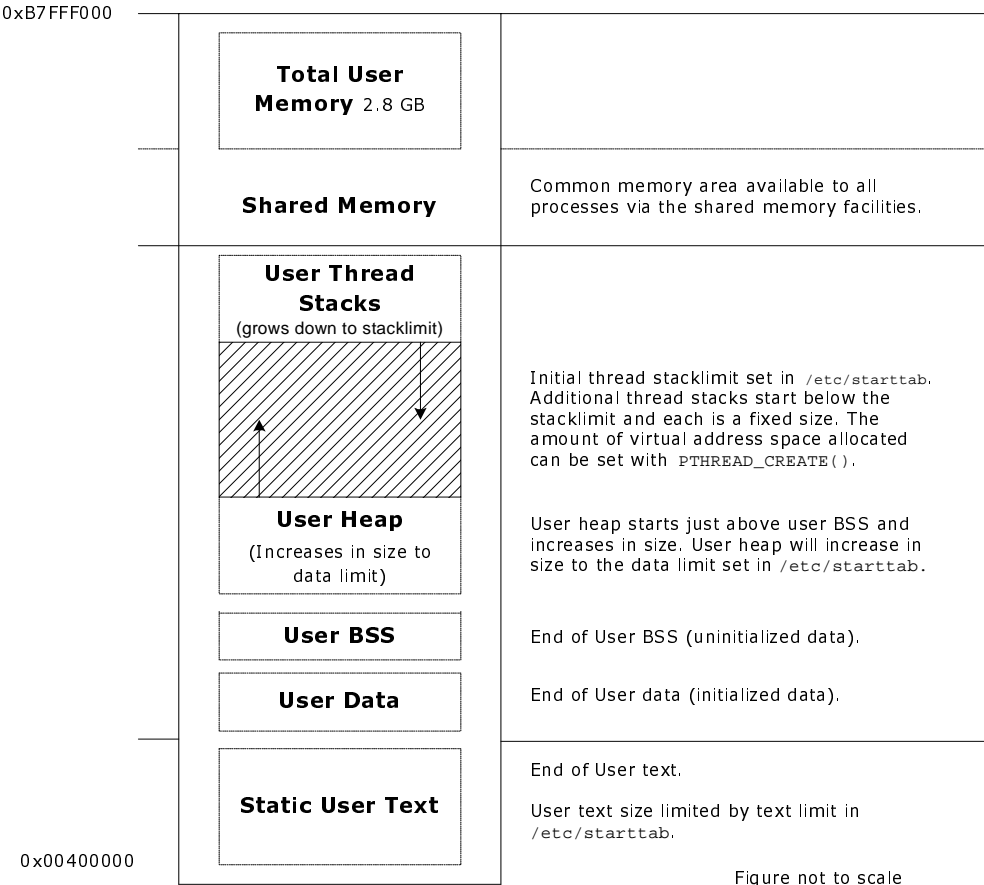 0xB7FFF000
Total User
Memory 2.8 GB
Shared Memory
Common memory area available to all
processes via the shared memory facilities.
User Thread
Stacks
(grows down to stacklimit)
Initial thread stacklimit set in /etc/starttab.
Additional thread stacks start below the
stacklimit and each is a fixed size. The
amount of virtual address space allocated
can be set with PTHREAD_CREATE().
User Heap
(Increases in size to
data limit)
User heap starts just above user BSS and
increases in size. User heap will increase in
size to the data limit set in /etc/starttab.
User BSS
End of User BSS (uninitialized data).
User Data
End of User data (initialized data).
Static User Text
End of User text.
User text size limited by text limit in
/etc/starttab.
0x00400000
Figure not to scale